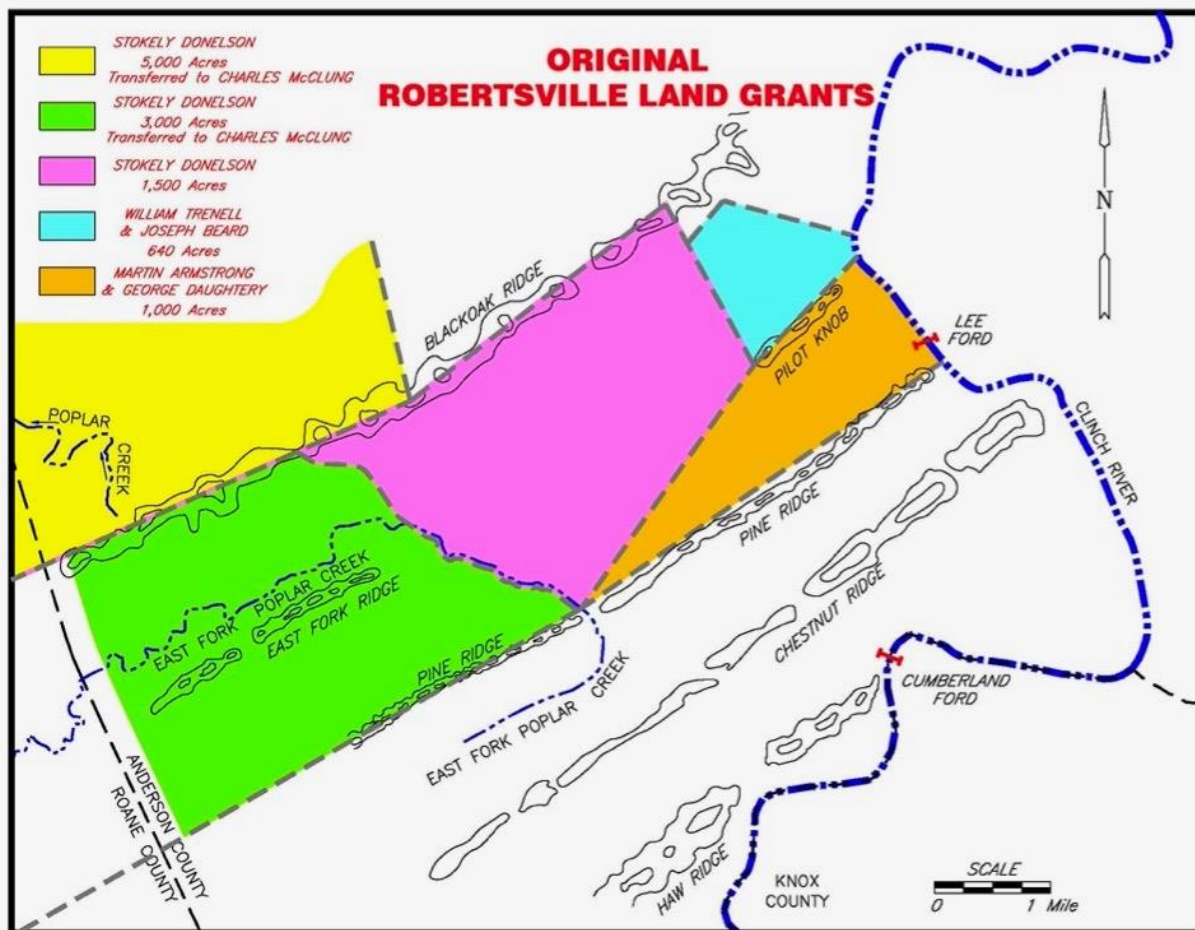 ORIGINAL
ROBERTSVILLE LAND GRANTS
STOKELY DONELSON
5,000 Acres
Transferred to CHARLES McCLUNG
STOKELY DONELSON
3,000 Acres
Transferred to CHARLES McCLUNG
STOKELY DONELSON
1,500 Acres
WILLIAM TRENELL
& JOSEPH BEARD
640 Acres
MARTIN ARMSTRONG
& GEORGE DAUGHTERY
1,000 Acres
N
BLACKOAK RIDGE
PILOT KNOB
LEE
FORD
CLINCH RIVER
POPLAR
CREEK
PINE RIDGE
EAST FORK POPLAR CREEK
EAST FORK RIDGE
PINE RIDGE
EAST FORK POPLAR CREEK
CHESTNUT RIDGE
CUMBERLAND
FORD
ANDERSON COUNTY
ROANE COUNTY
HAW RIDGE
KNOX
COUNTY
SCALE
0 1 Mile